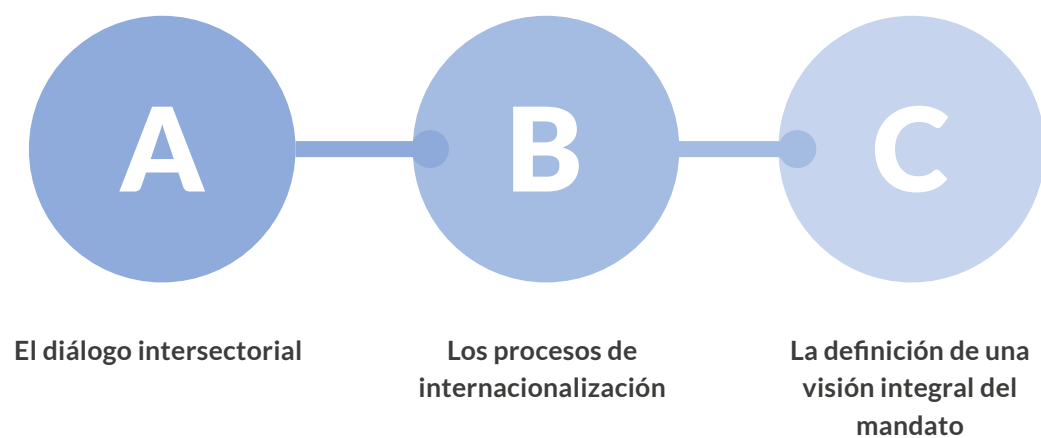 A
B
C
El diálogo intersectorial
Los procesos de
internacionalización
La definición de una
visión integral del
mandato